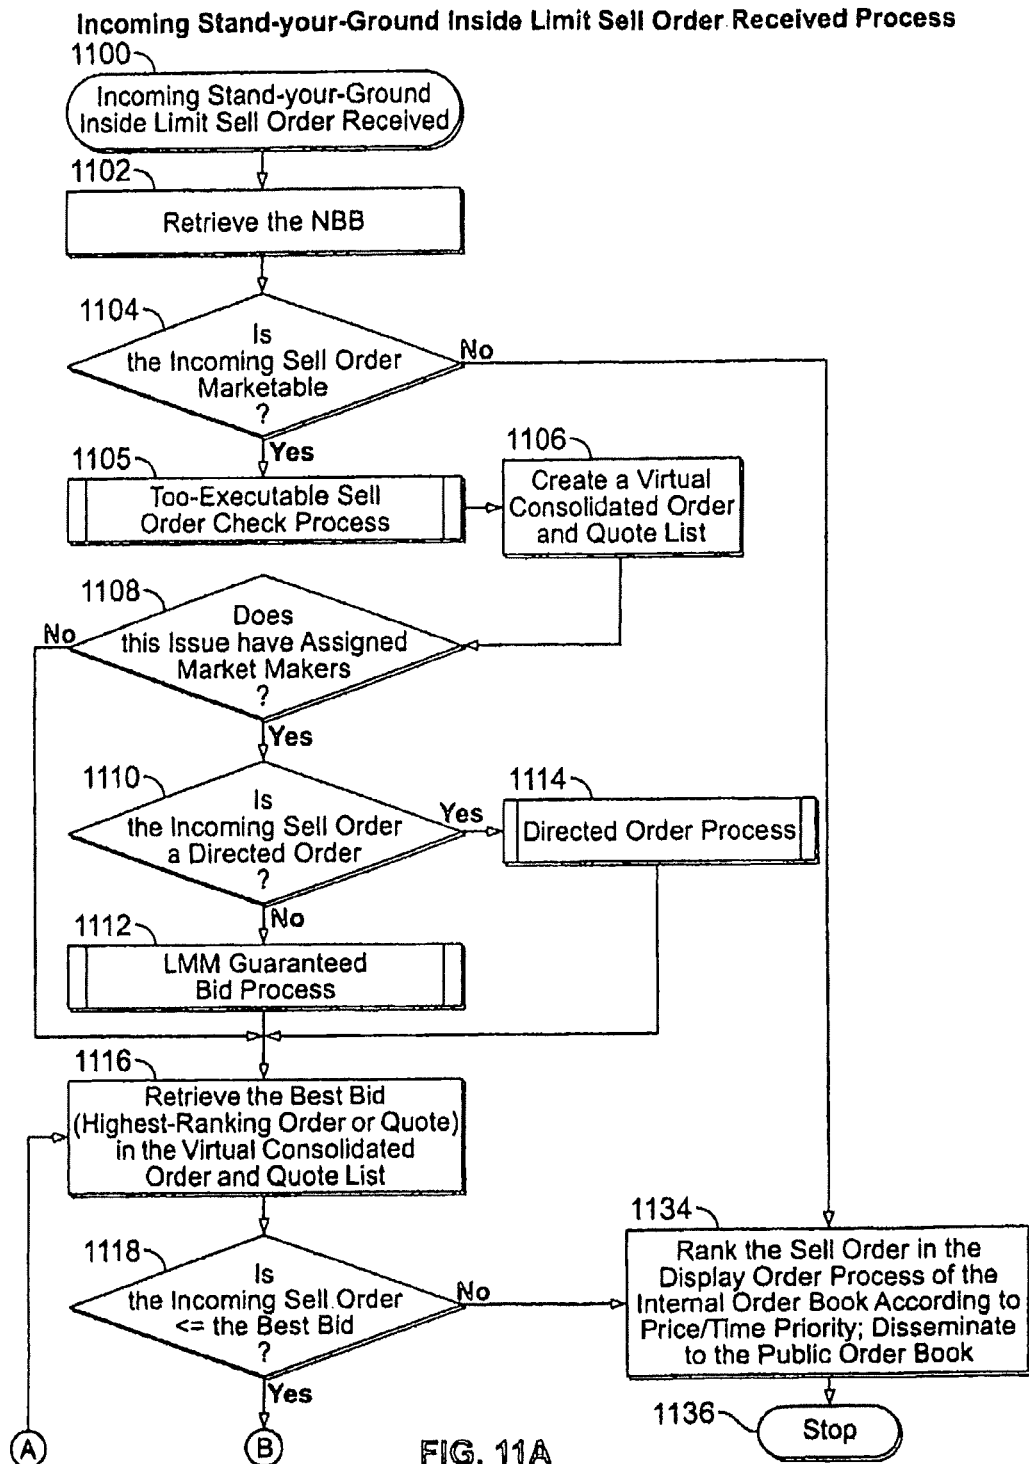 Incoming Stand-your-Ground Inside Limit Sell Order Received Process
1100
Incoming Stand-your-Ground
Inside Limit Sell Order Received
1102
Retrieve the NBB
1104
Is
the Incoming Sell Order
Marketable
?
No
Yes
1105
Too-Executable Sell
Order Check Process
1106
Create a Virtual
Consolidated Order
and Quote List
1108
Does
this Issue have Assigned
Market Makers
?
No
Yes
1110
Is
the Incoming Sell Order
a Directed Order
?
Yes
1114
Directed Order Process
No
1112
LMM Guaranteed
Bid Process
1116
Retrieve the Best Bid
(Highest-Ranking Order or Quote)
in the Virtual Consolidated
Order and Quote List
1118
Is
the Incoming Sell Order
<= the Best Bid
?
No
Yes
1134
Rank the Sell Order in the
Display Order Process of the
Internal Order Book According to
Price/Time Priority; Disseminate
to the Public Order Book
1136
Stop
A
B
FIG. 11A